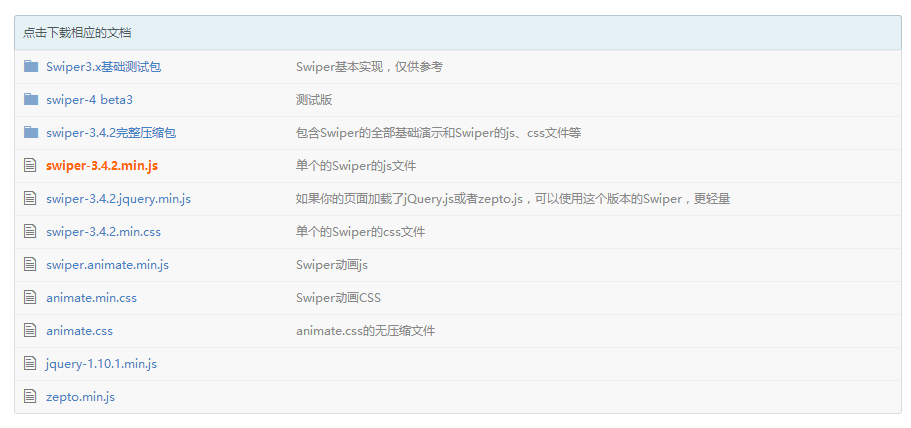 点击下载相应的文档
Swiper3.x基础测试包 Swiper基本实现，仅供参考
swiper-4 beta3 测试版
swiper-3.4.2完整压缩包 包含Swiper的全部基础演示和Swiper的js、css文件等
swiper-3.4.2.min.js 单个的Swiper的js文件
swiper-3.4.2.jquery.min.js 如果你的页面加载了jQuery.js或者zepto.js，可以使用这个版本的Swiper，更轻量
swiper-3.4.2.min.css 单个的Swiper的css文件
swiper.animate.min.js Swiper动画js
animate.min.css Swiper动画CSS
animate.css animate.css的无压缩文件
jquery-1.10.1.min.js
zepto.min.js